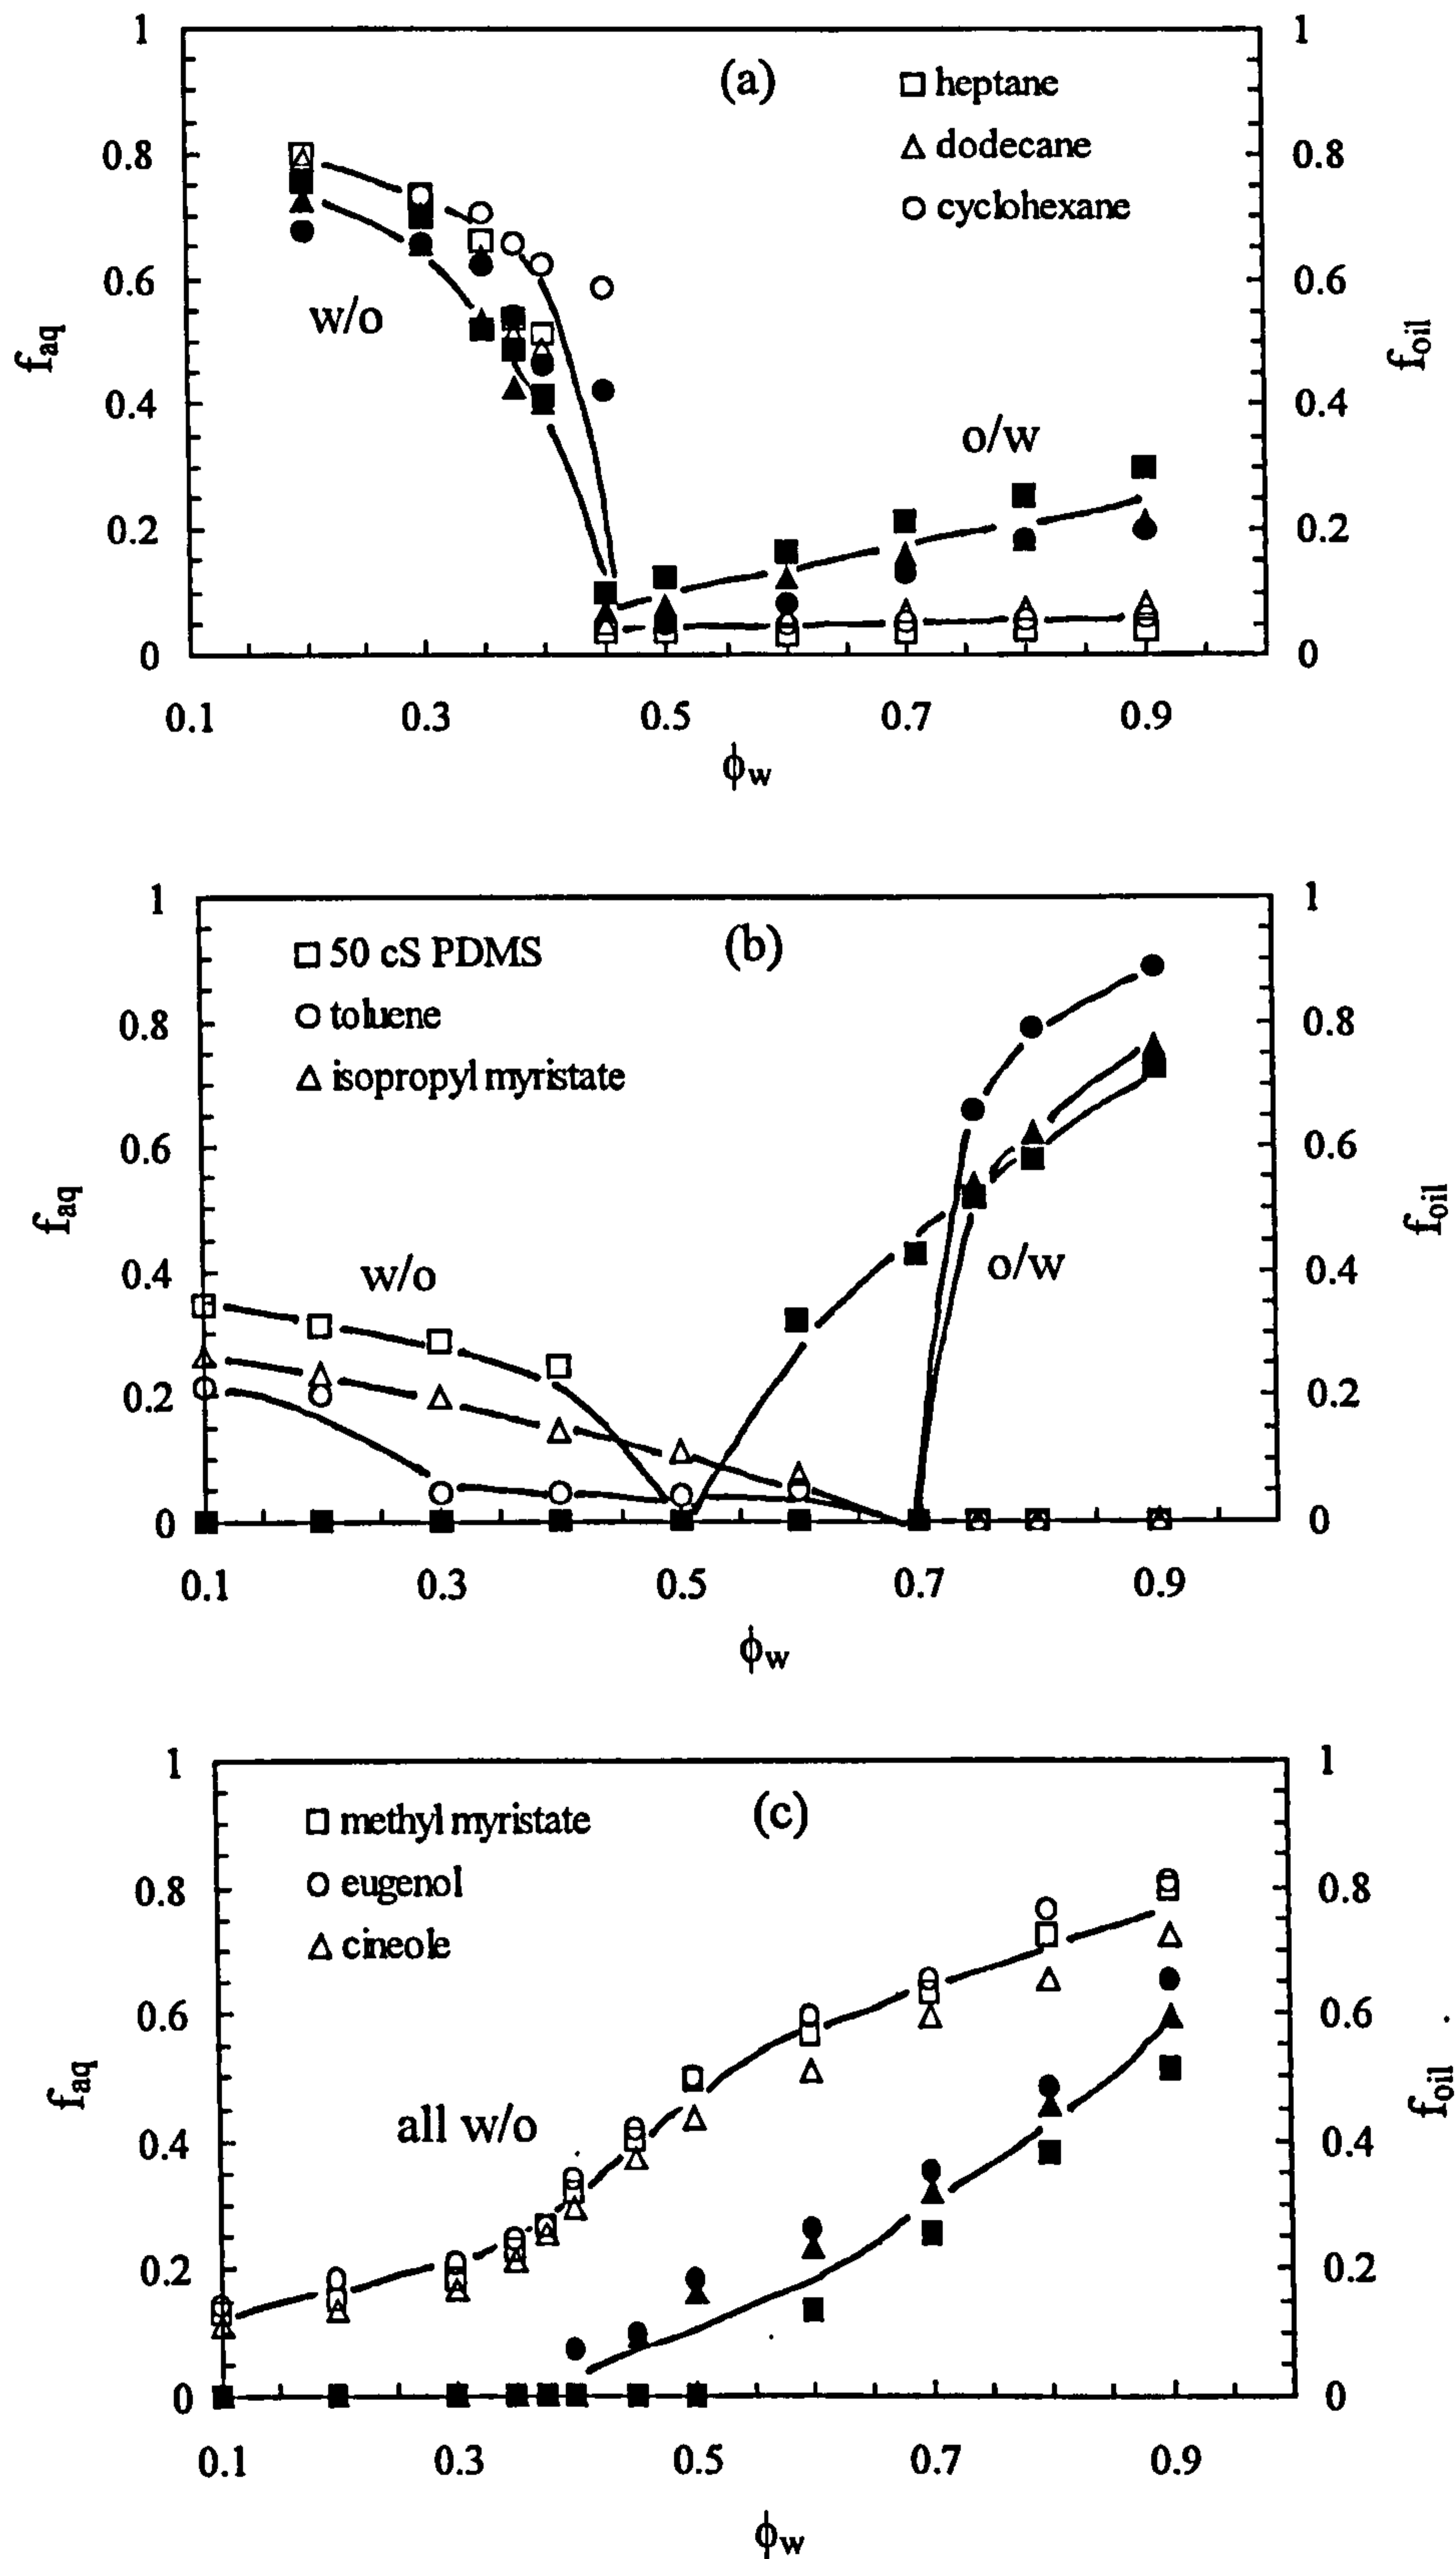 (a)
1
0.8
0.6
0.4
0.2
0
f_aq
1
0.8
0.6
0.4
0.2
0
f_oil
□ heptane
△ dodecane
○ cyclohexane
w/o
o/w
0.1 0.3 0.5 0.7 0.9
ϕ_w
(b)
1
0.8
0.6
0.4
0.2
0
f_aq
1
0.8
0.6
0.4
0.2
0
f_oil
□ 50 cS PDMS
○ toluene
△ isopropyl myristate
w/o
o/w
0.1 0.3 0.5 0.7 0.9
ϕ_w
(c)
1
0.8
0.6
0.4
0.2
0
f_aq
1
0.8
0.6
0.4
0.2
0
f_oil
□ methyl myristate
○ eugenol
△ cineole
all w/o
0.1 0.3 0.5 0.7 0.9
ϕ_w